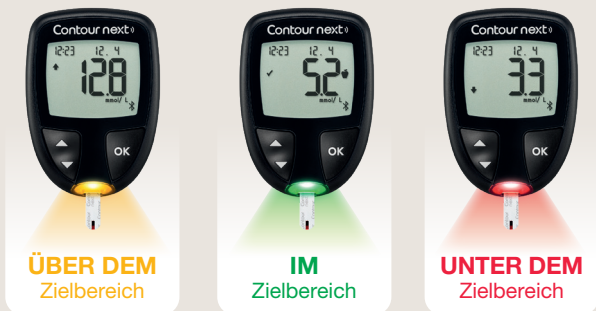 Contour next
12:23 12. 4
12.8
mmol/ L
OK
ÜBER DEM
Zielbereich
Contour next
12:23 12. 4
5.2
mmol/ L
OK
IM
Zielbereich
Contour next
12:23 12. 4
3.3
mmol/ L
OK
UNTER DEM
Zielbereich